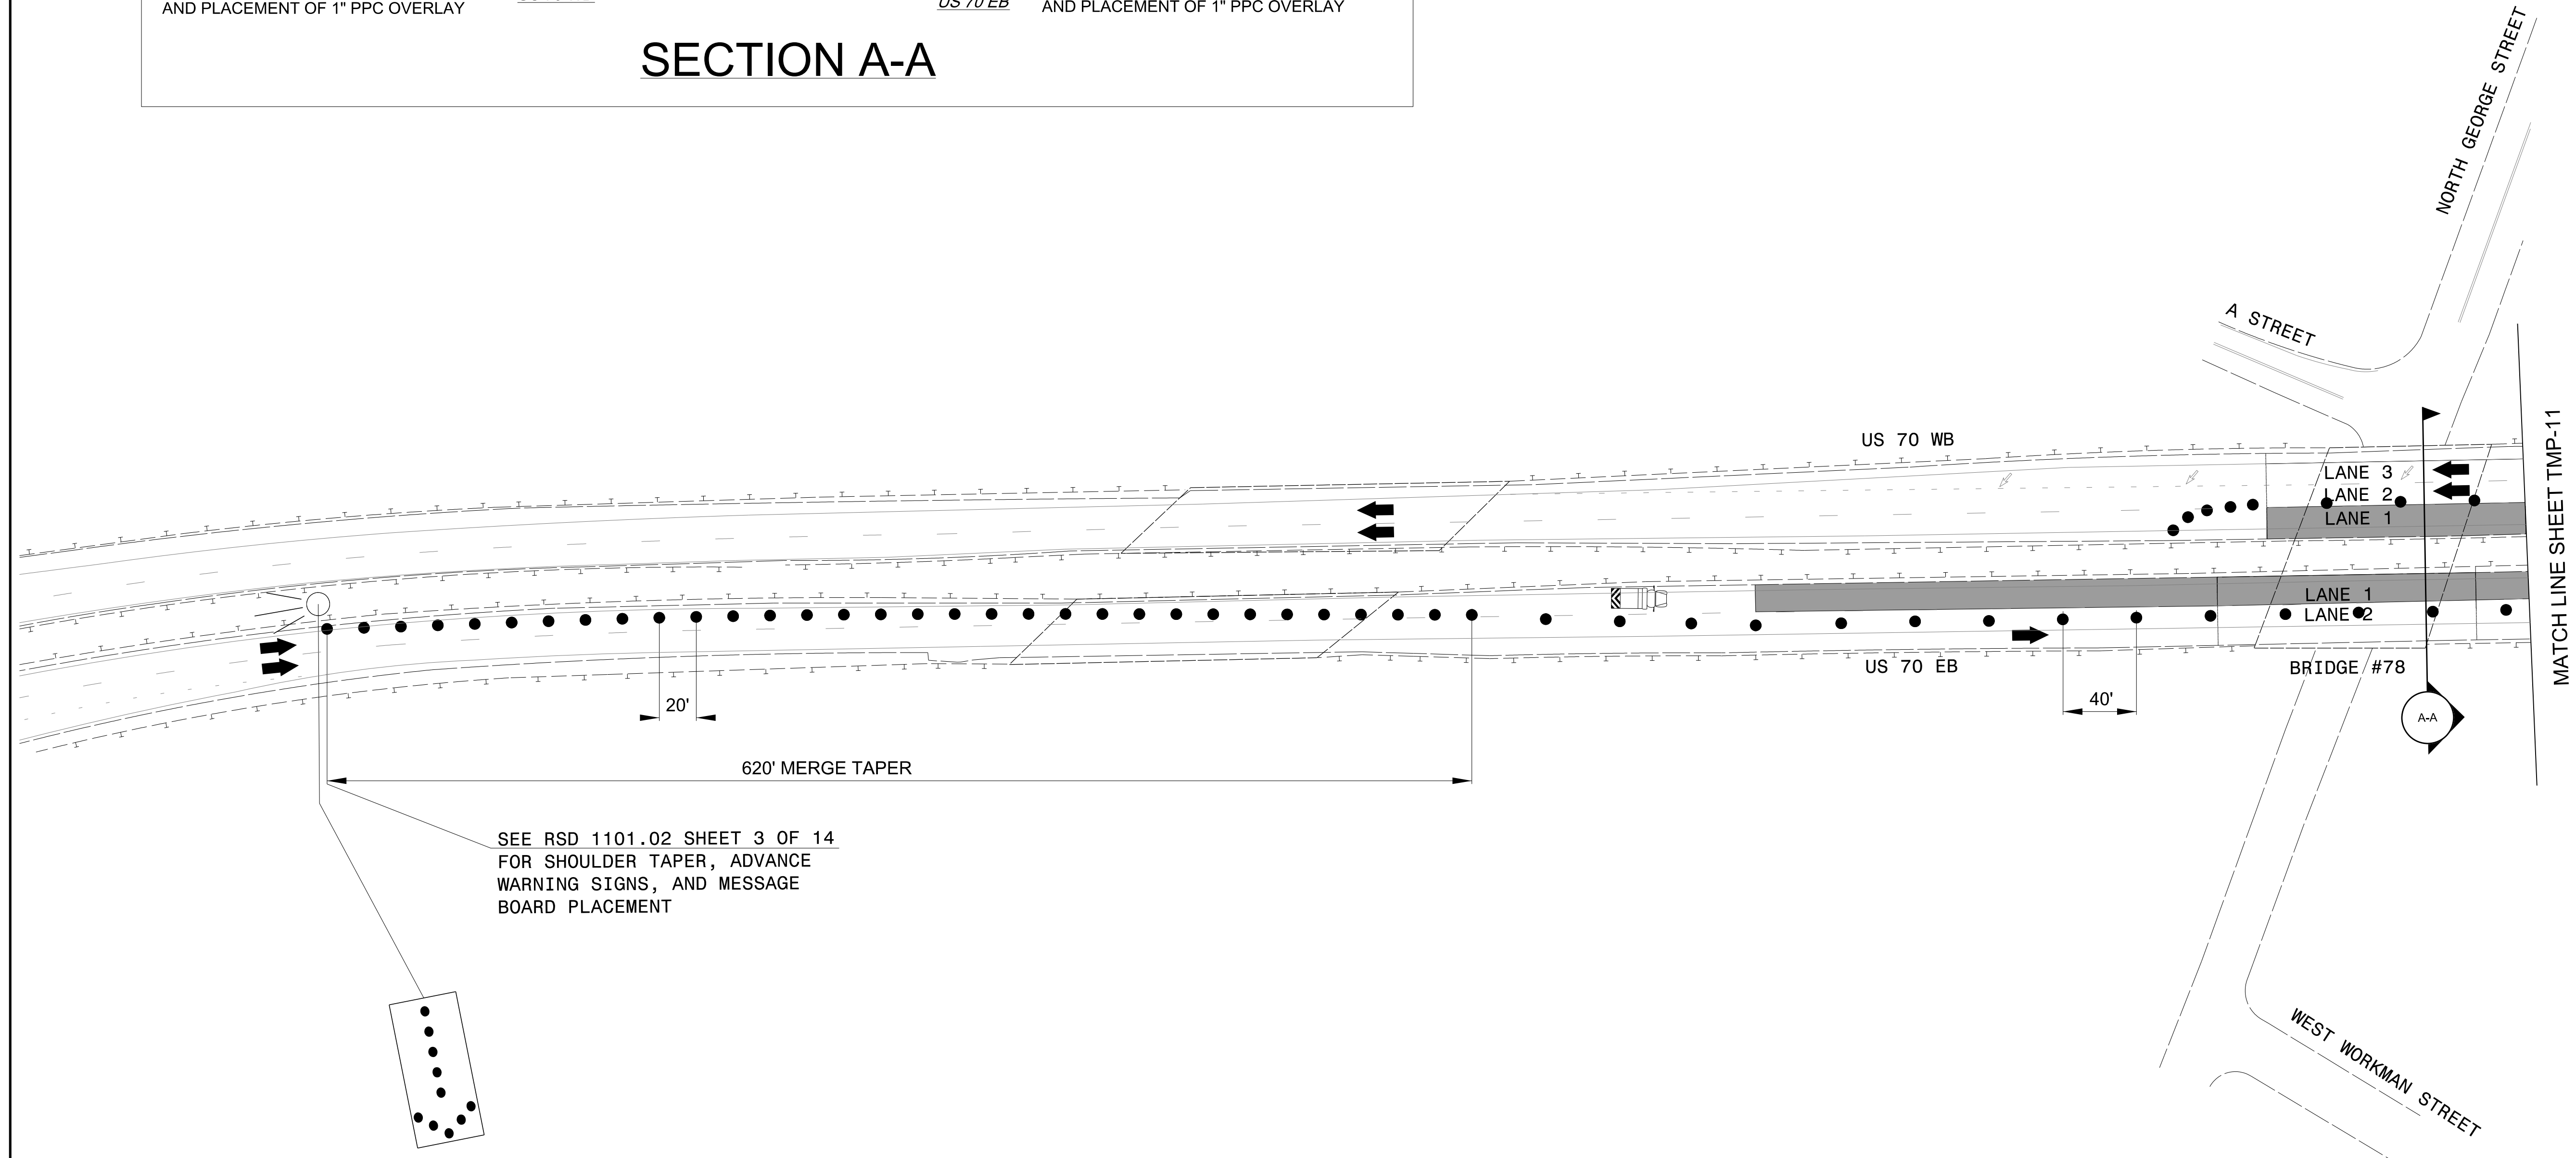 AND PLACEMENT OF 1" PPC OVERLAY
US 70 EB
AND PLACEMENT OF 1" PPC OVERLAY
SECTION A-A
NORTH GEORGE STREET
A STREET
US 70 WB
LANE 3
LANE 2
LANE 1
MATCH LINE SHEET TMP-11
LANE 1
LANE 2
US 70 EB
BRIDGE #78
20'
40'
A-A
620' MERGE TAPER
SEE RSD 1101.02 SHEET 3 OF 14
FOR SHOULDER TAPER, ADVANCE
WARNING SIGNS, AND MESSAGE
BOARD PLACEMENT
WEST WORKMAN STREET